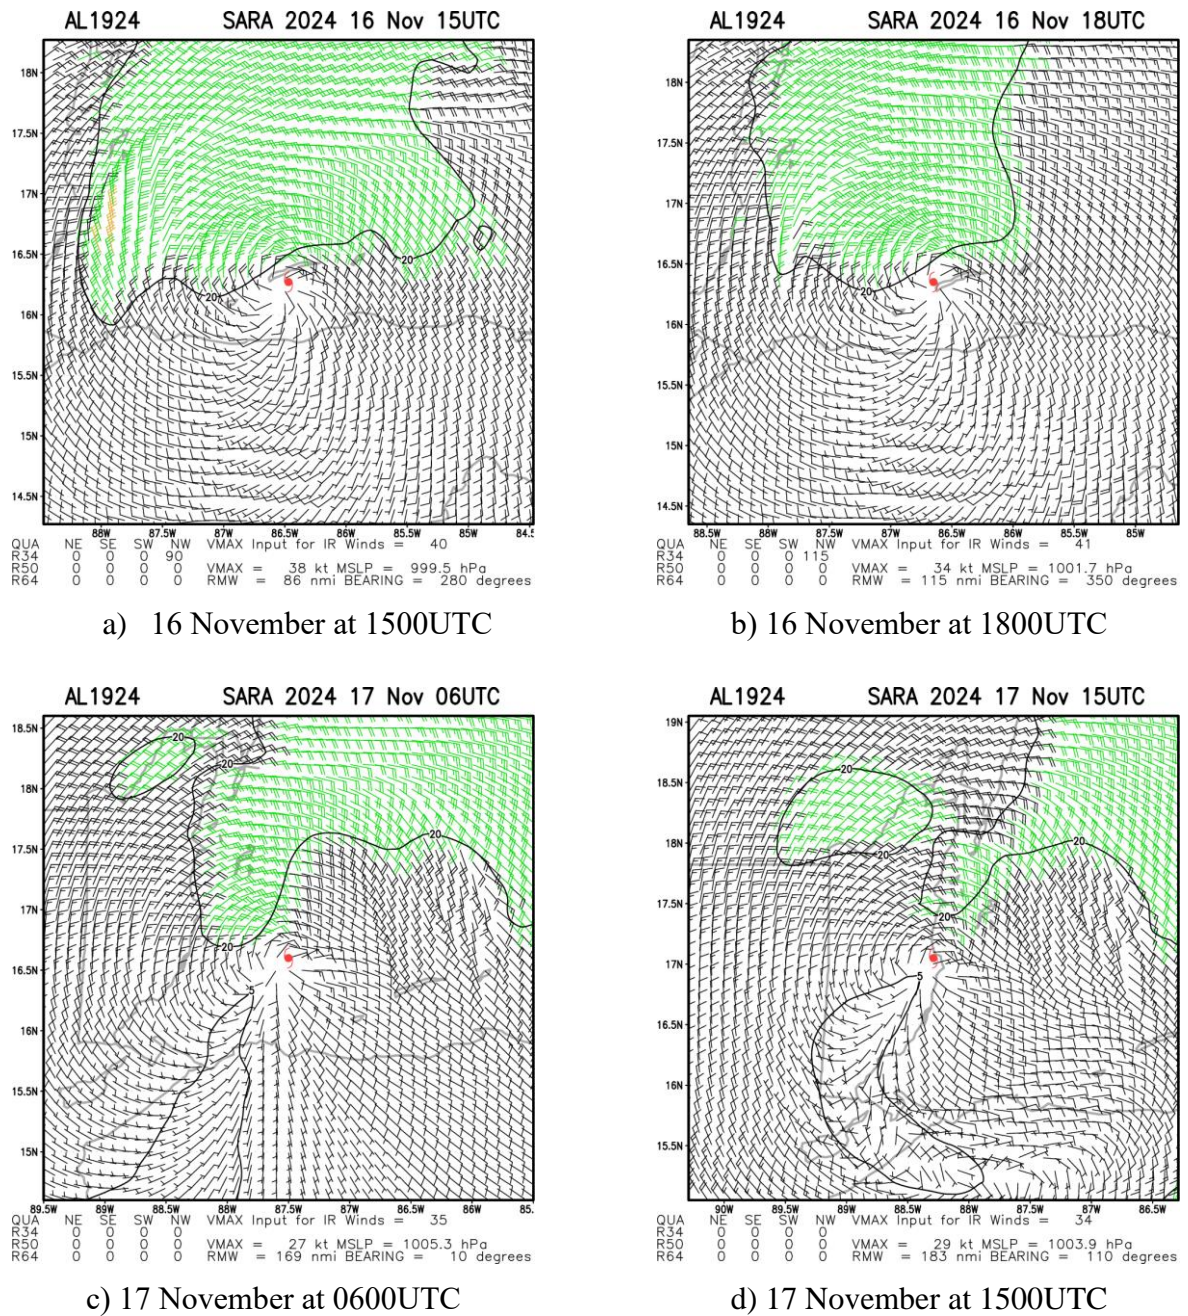 AL1924 SARA 2024 16 Nov 15UTC
18N
17.5N
17N
16.5N
16N
15.5N
15N
14.5N
20
20
88W 87.5W 87W 86.5W 86W 85.5W 85W 84.5
QUA NE SE SW NW VMAX Input for IR Winds = 40
R34 0 0 0 90
R50 0 0 0 0 VMAX = 38 kt MSLP = 999.5 hPa
R64 0 0 0 0 RMW = 86 nmi BEARING = 280 degrees
a) 16 November at 1500UTC
AL1924 SARA 2024 16 Nov 18UTC
18N
17.5N
17N
16.5N
16N
15.5N
15N
14.5N
20
88.5W 88W 87.5W 87W 86.5W 86W 85.5W 85W
QUA NE SE SW NW VMAX Input for IR Winds = 41
R34 0 0 0 115
R50 0 0 0 0 VMAX = 34 kt MSLP = 1001.7 hPa
R64 0 0 0 0 RMW = 115 nmi BEARING = 350 degrees
b) 16 November at 1800UTC
AL1924 SARA 2024 17 Nov 06UTC
18.5N
18N
17.5N
17N
16.5N
16N
15.5N
15N
20
20
20
20
5
89.5W 89W 88.5W 88W 87.5W 87W 86.5W 86W 85.
QUA NE SE SW NW VMAX Input for IR Winds = 35
R34 0 0 0 0
R50 0 0 0 0 VMAX = 27 kt MSLP = 1005.3 hPa
R64 0 0 0 0 RMW = 169 nmi BEARING = 10 degrees
c) 17 November at 0600UTC
AL1924 SARA 2024 17 Nov 15UTC
19N
18.5N
18N
17.5N
17N
16.5N
16N
15.5N
20
20
20
20
5
90W 89.5W 89W 88.5W 88W 87.5W 87W 86.5W
QUA NE SE SW NW VMAX Input for IR Winds = 34
R34 0 0 0 0
R50 0 0 0 0 VMAX = 29 kt MSLP = 1003.9 hPa
R64 0 0 0 0 RMW = 183 nmi BEARING = 110 degrees
d) 17 November at 1500UTC